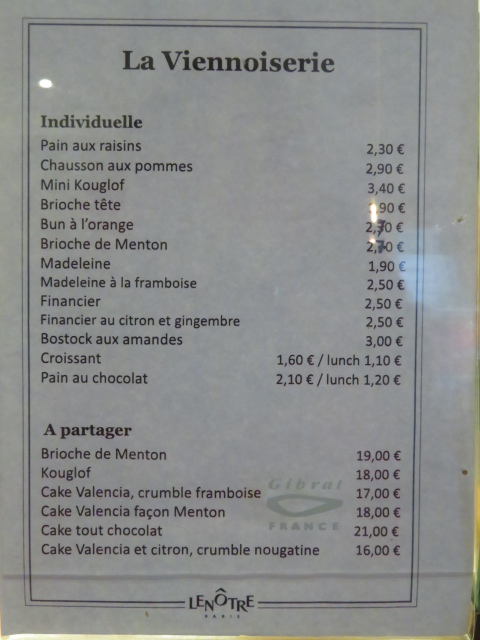 La Viennoiserie
Individuelle
Pain aux raisins 2,30 €
Chausson aux pommes 2,90 €
Mini Kouglof 3,40 €
Brioche tête
Bun à l'orange 2,70 €
Brioche de Menton 2,70 €
Madeleine 1,90 €
Madeleine à la framboise 2,50 €
Financier 2,50 €
Financier au citron et gingembre 2,50 €
Bostock aux amandes 3,00 €
Croissant 1,60 € / lunch 1,10 €
Pain au chocolat 2,10 € / lunch 1,20 €
A partager
Brioche de Menton 19,00 €
Kouglof 18,00 €
Gibrat
Cake Valencia, crumble framboise 17,00 €
Cake Valencia façon Menton 18,00 €
FRANCE
Cake tout chocolat 21,00 €
Cake Valencia et citron, crumble nougatine 16,00 €
LENÔTRE
PARIS